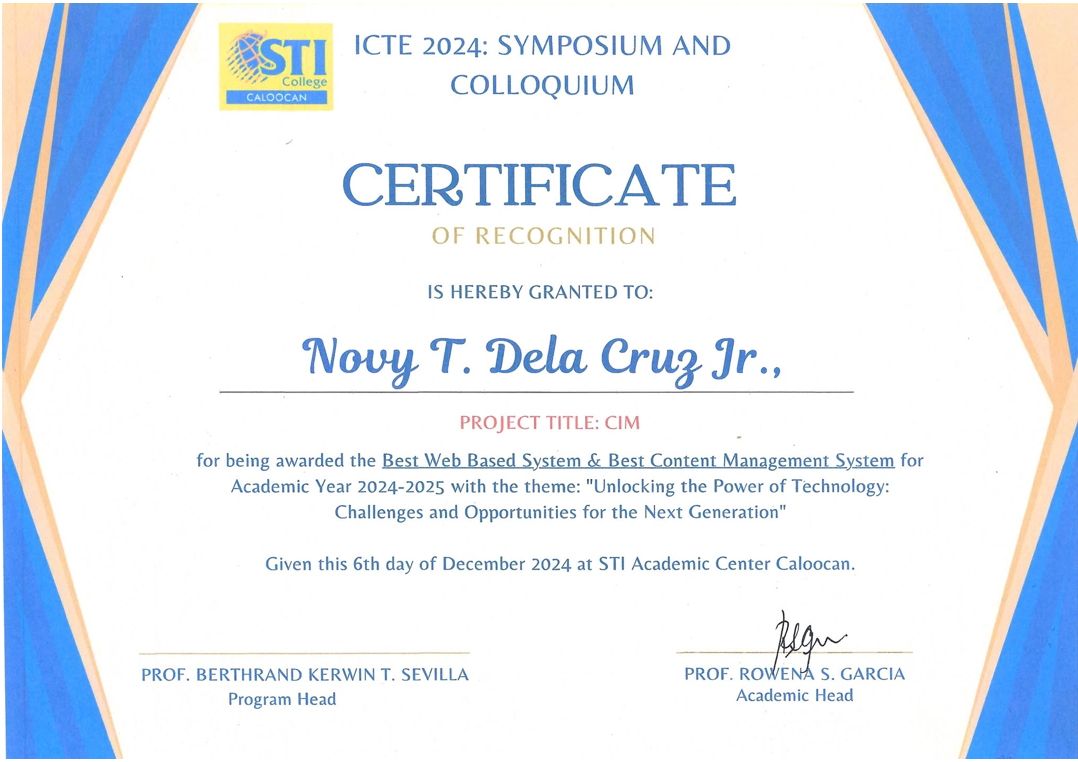 STI
College
CALOOCAN
ICTE 2024: SYMPOSIUM AND
COLLOQUIUM
CERTIFICATE
OF RECOGNITION
IS HEREBY GRANTED TO:
Novy T. Dela Cruz Jr.,
PROJECT TITLE: CIM
for being awarded the Best Web Based System & Best Content Management System for
Academic Year 2024-2025 with the theme: "Unlocking the Power of Technology:
Challenges and Opportunities for the Next Generation"
Given this 6th day of December 2024 at STI Academic Center Caloocan.
PROF. BERTHRAND KERWIN T. SEVILLA
Program Head
PROF. ROWENA S. GARCIA
Academic Head